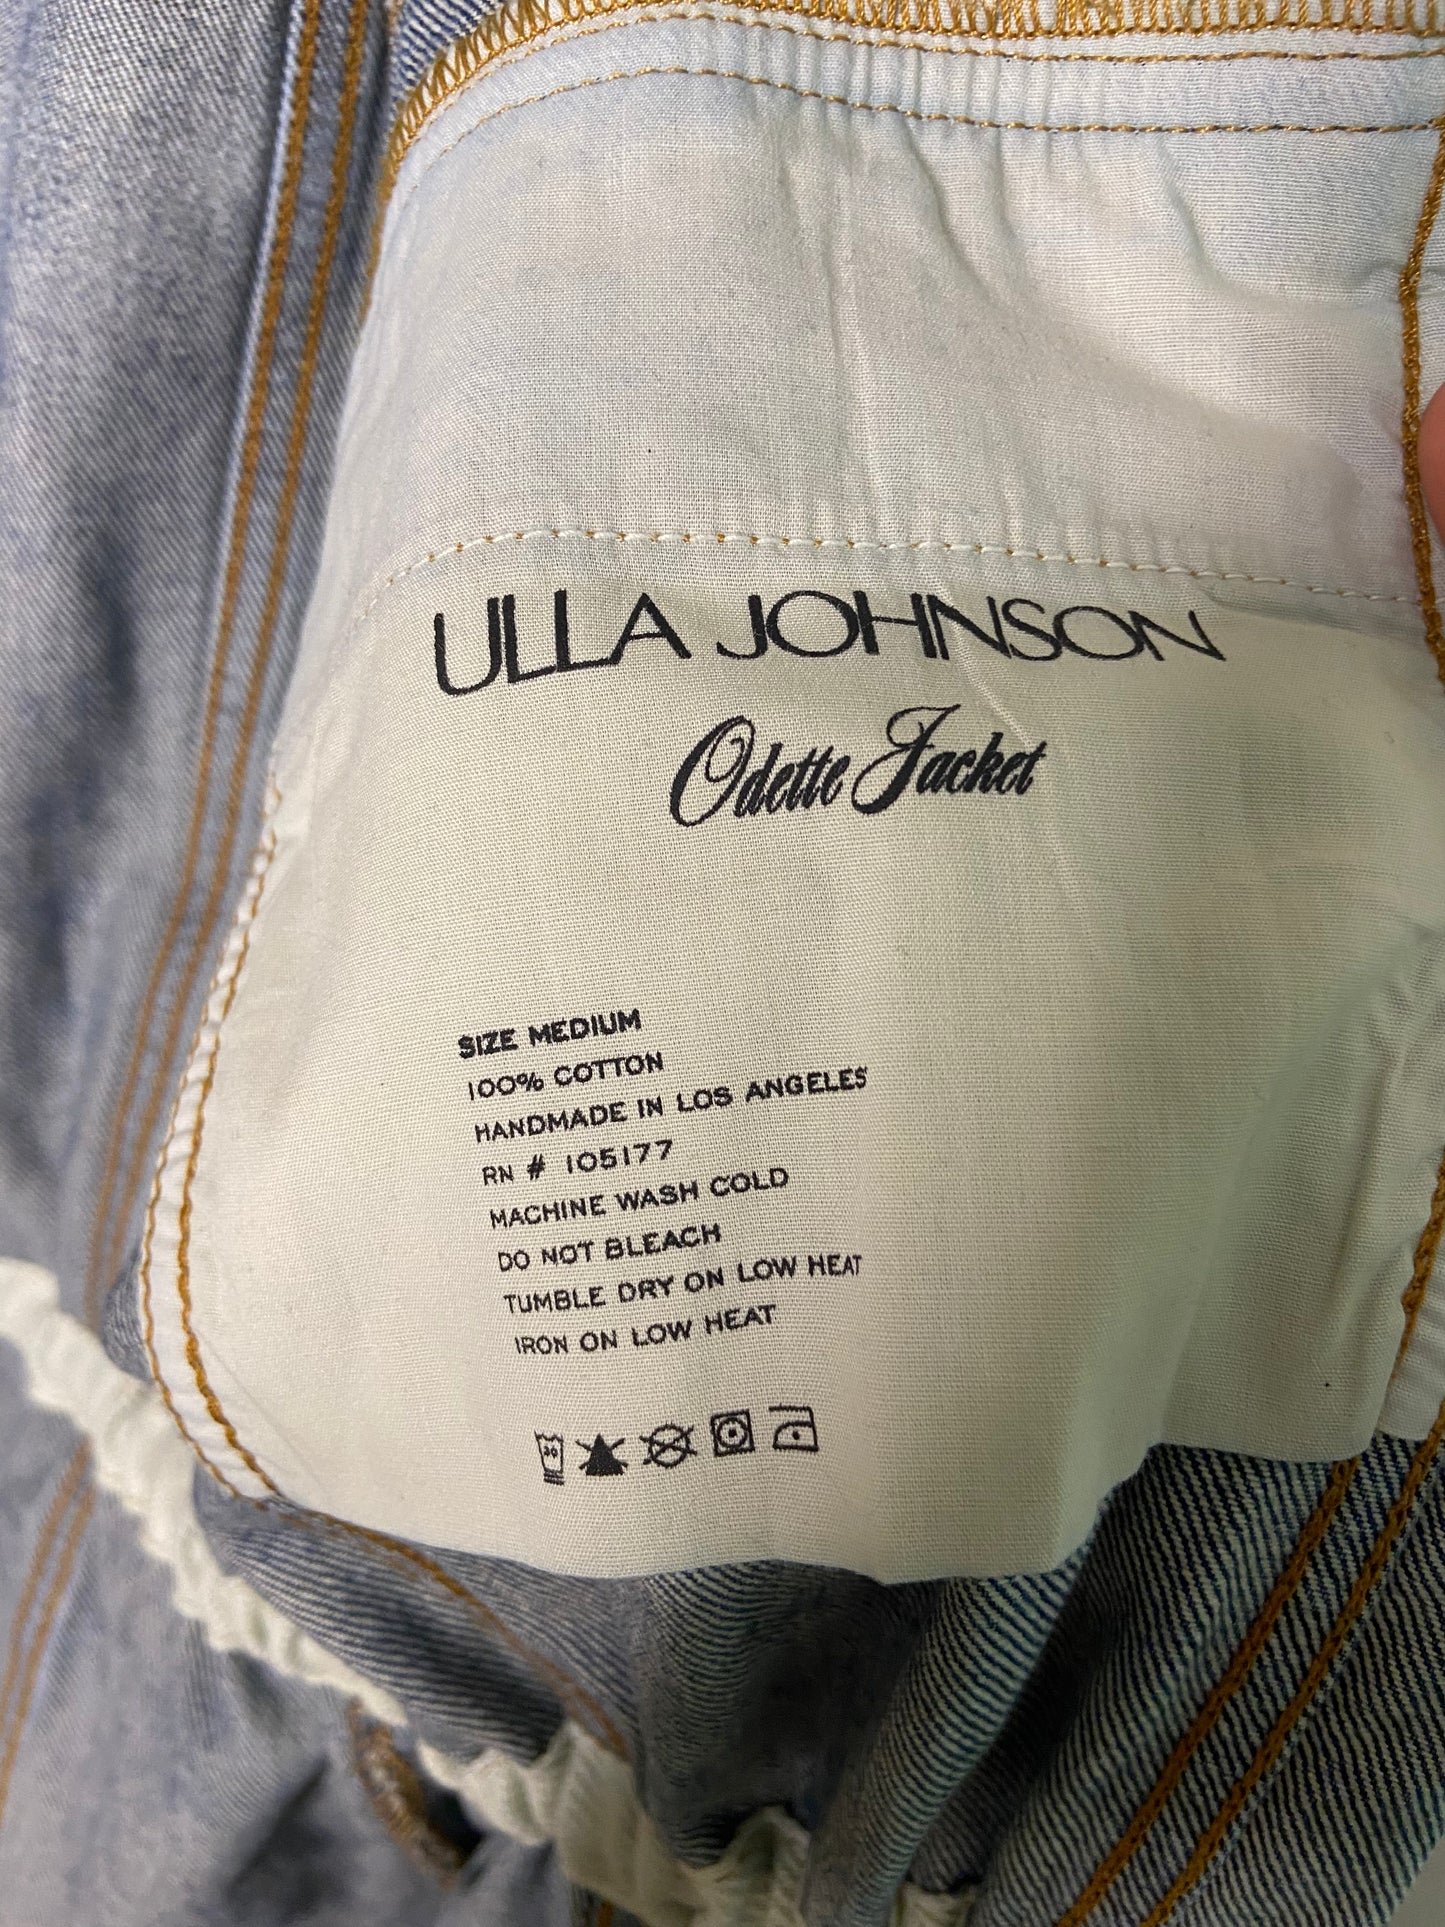 ULLA JOHNSON
Odette Jacket
SIZE MEDIUM
100% COTTON
HANDMADE IN LOS ANGELES
RN # 105177
MACHINE WASH COLD
DO NOT BLEACH
TUMBLE DRY ON LOW HEAT
IRON ON LOW HEAT
30